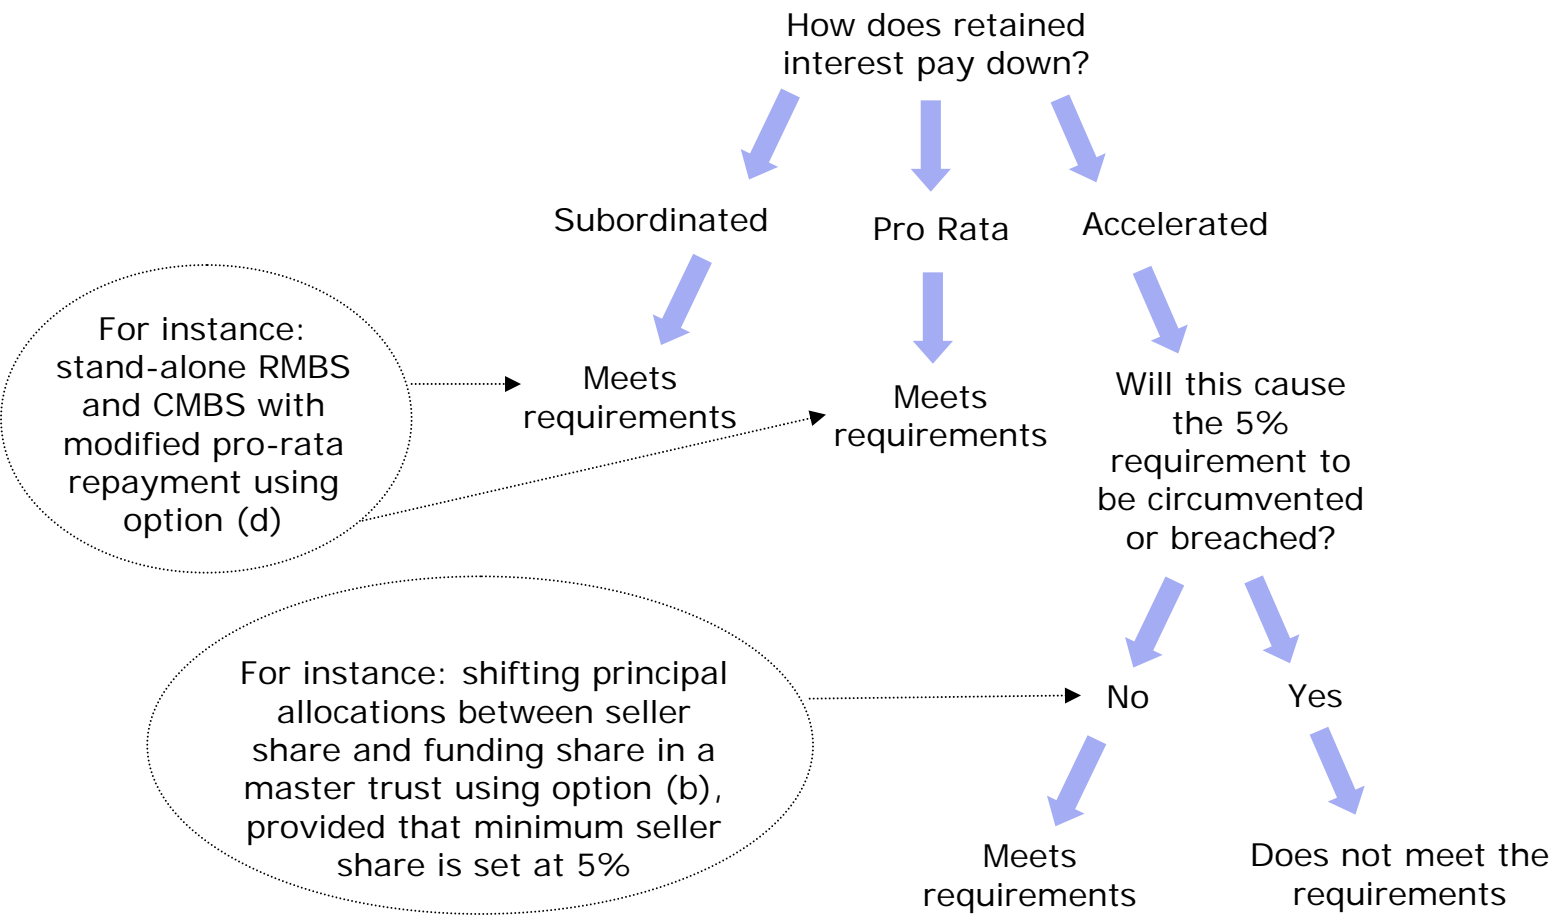 How does retained
interest pay down?
Subordinated
Pro Rata
Accelerated
For instance:
stand-alone RMBS
and CMBS with
modified pro-rata
repayment using
option (d)
Meets
requirements
Meets
requirements
Will this cause
the 5%
requirement to
be circumvented
or breached?
For instance: shifting principal
allocations between seller
share and funding share in a
master trust using option (b),
provided that minimum seller
share is set at 5%
No
Yes
Meets
requirements
Does not meet the
requirements